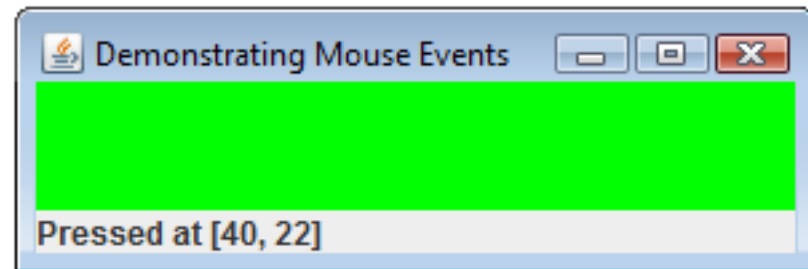 Demonstrating Mouse Events
Pressed at [40, 22]